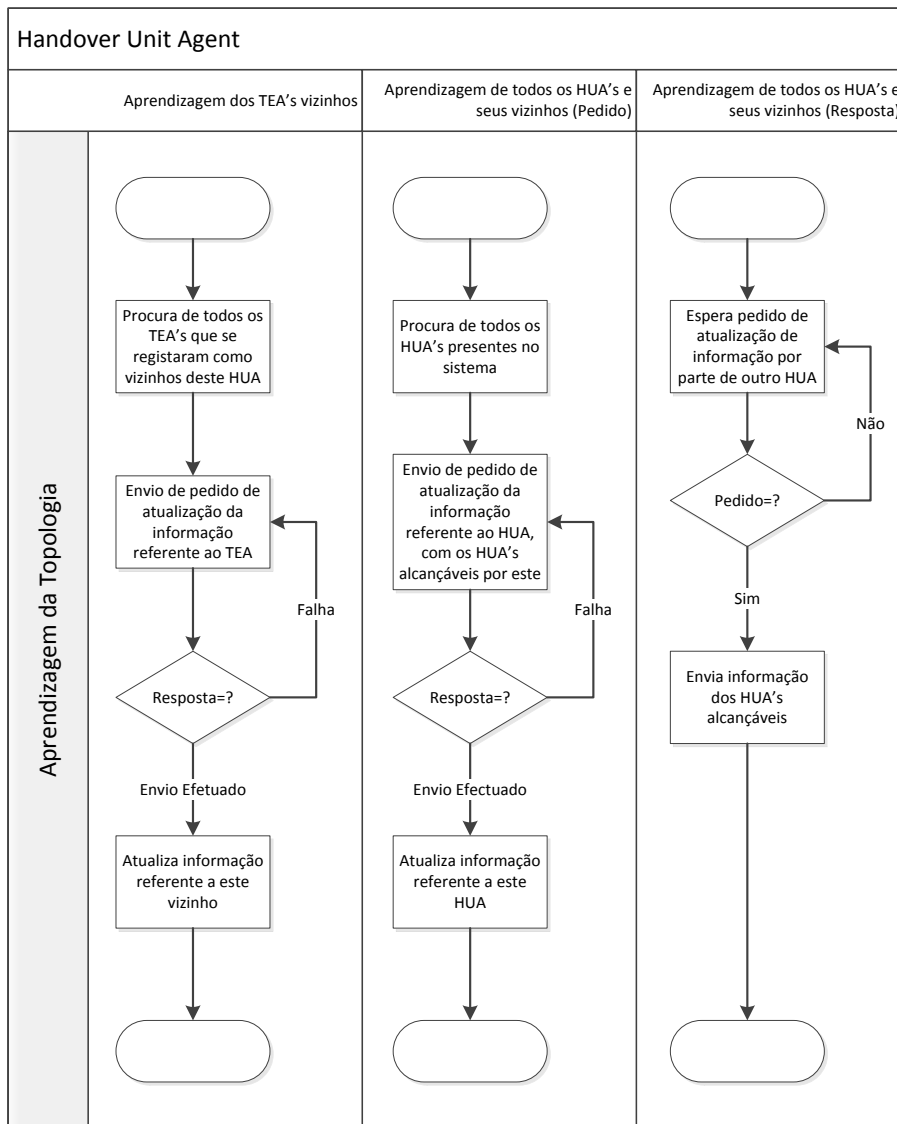 Handover Unit Agent
Aprendizagem dos TEA's vizinhos
Aprendizagem de todos os HUA's e
seus vizinhos (Pedido)
Aprendizagem de todos os HUA's e
seus vizinhos (Resposta)
Aprendizagem da Topologia
Procura de todos os
TEA's que se
registaram como
vizinhos deste HUA
Envio de pedido de
atualização da
informação
referente ao TEA
Falha
Resposta=?
Envio Efetuado
Atualiza informação
referente a este
vizinho
Procura de todos os
HUA's presentes no
sistema
Envio de pedido de
atualização da
informação
referente ao HUA,
com os HUA's
alcançáveis por este
Falha
Resposta=?
Envio Efectuado
Atualiza informação
referente a este
HUA
Espera pedido de
atualização de
informação por
parte de outro HUA
Não
Pedido=?
Sim
Envia informação
dos HUA's
alcançáveis